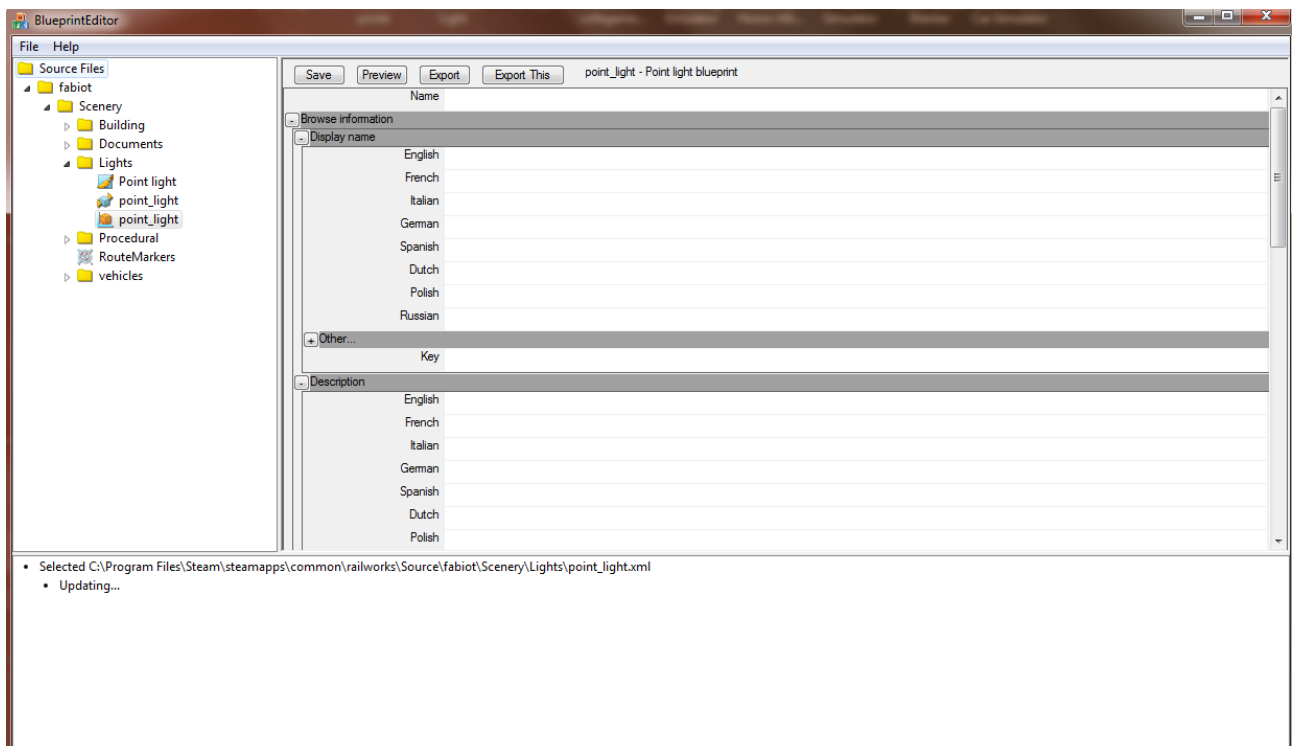 BlueprintEditor
File Help
Source Files
fabiot
Scenery
Building
Documents
Lights
Point light
point_light
point_light
Procedural
RouteMarkers
vehicles
Save Preview Export Export This point_light - Point light blueprint
Name
- Browse information
- Display name
English
French
Italian
German
Spanish
Dutch
Polish
Russian
+ Other...
Key
- Description
English
French
Italian
German
Spanish
Dutch
Polish
• Selected C:\Program Files\Steam\steamapps\common\railworks\Source\fabiot\Scenery\Lights\point_light.xml
• Updating...